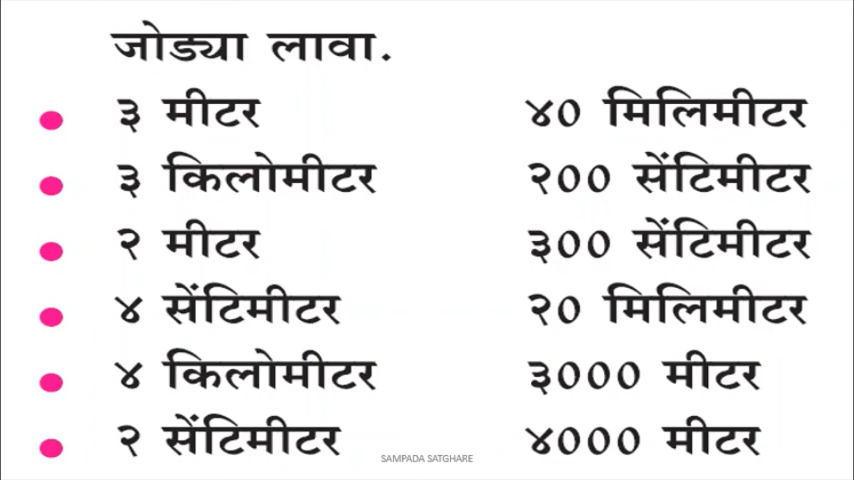 जोड्या लावा.
३ मीटर ४० मिलिमीटर
३ किलोमीटर २०० सेंटिमीटर
२ मीटर ३०० सेंटिमीटर
४ सेंटिमीटर २० मिलिमीटर
४ किलोमीटर ३००० मीटर
२ सेंटिमीटर ४००० मीटर
SAMPADA SATGHARE